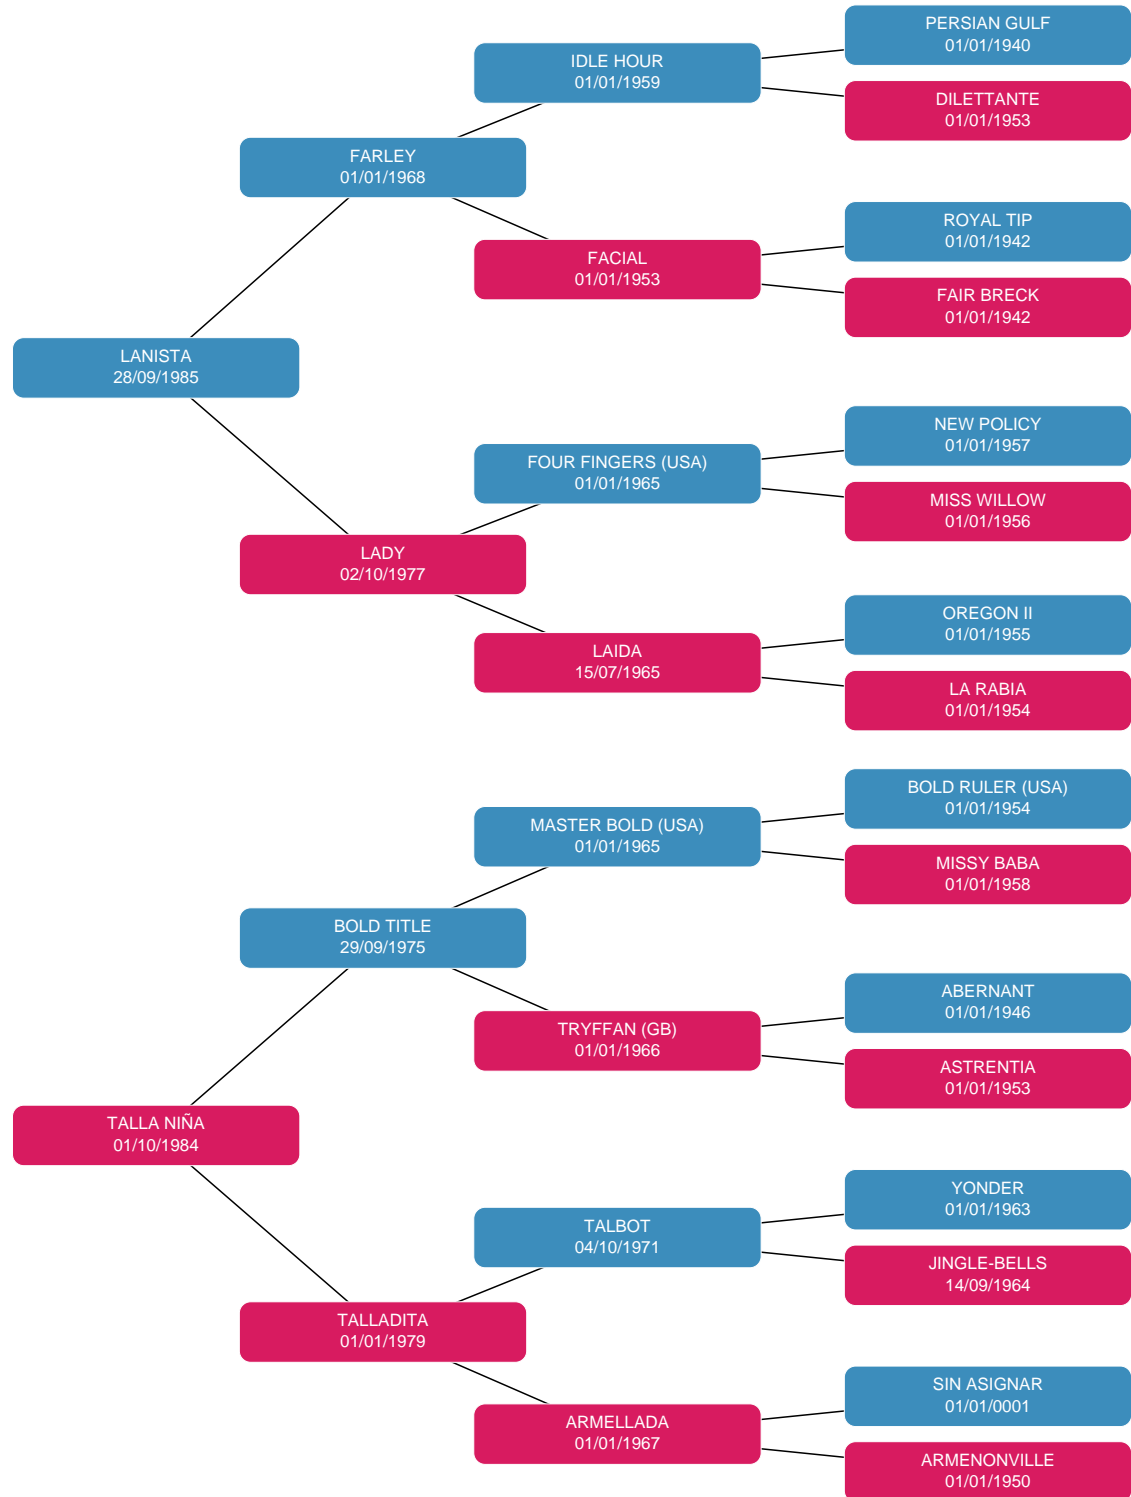 PERSIAN GULF
01/01/1940
IDLE HOUR
01/01/1959
DILETTANTE
01/01/1953
FARLEY
01/01/1968
ROYAL TIP
01/01/1942
FACIAL
01/01/1953
FAIR BRECK
01/01/1942
LANISTA
28/09/1985
NEW POLICY
01/01/1957
FOUR FINGERS (USA)
01/01/1965
MISS WILLOW
01/01/1956
LADY
02/10/1977
OREGON II
01/01/1955
LAIDA
15/07/1965
LA RABIA
01/01/1954
BOLD RULER (USA)
01/01/1954
MASTER BOLD (USA)
01/01/1965
MISSY BABA
01/01/1958
BOLD TITLE
29/09/1975
ABERNANT
01/01/1946
TRYFFAN (GB)
01/01/1966
ASTRENTIA
01/01/1953
TALLA NIÑA
01/10/1984
YONDER
01/01/1963
TALBOT
04/10/1971
JINGLE-BELLS
14/09/1964
TALLADITA
01/01/1979
SIN ASIGNAR
01/01/0001
ARMELLADA
01/01/1967
ARMENONVILLE
01/01/1950